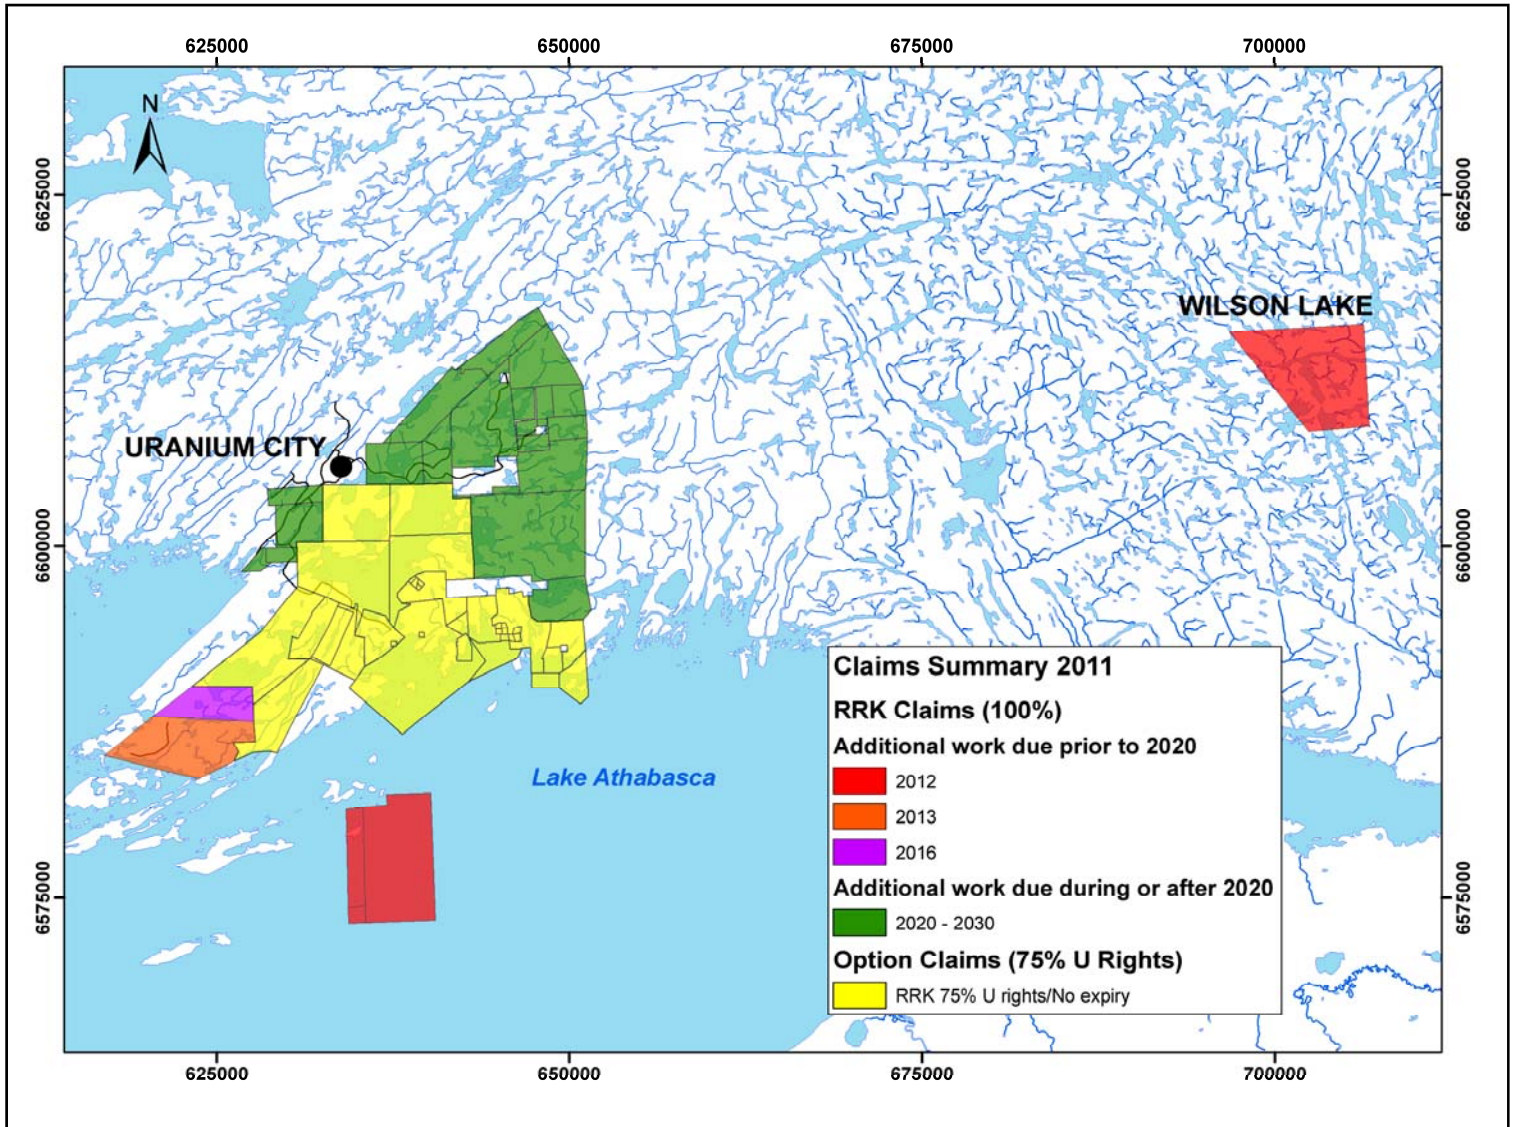 625000 650000 675000 700000
N
6625000 6625000
WILSON LAKE
URANIUM CITY
6600000 6600000
Claims Summary 2011
RRK Claims (100%)
Additional work due prior to 2020
2012
2013
2016
Additional work due during or after 2020
2020 - 2030
Option Claims (75% U Rights)
RRK 75% U rights/No expiry
Lake Athabasca
6575000 6575000
625000 650000 675000 700000